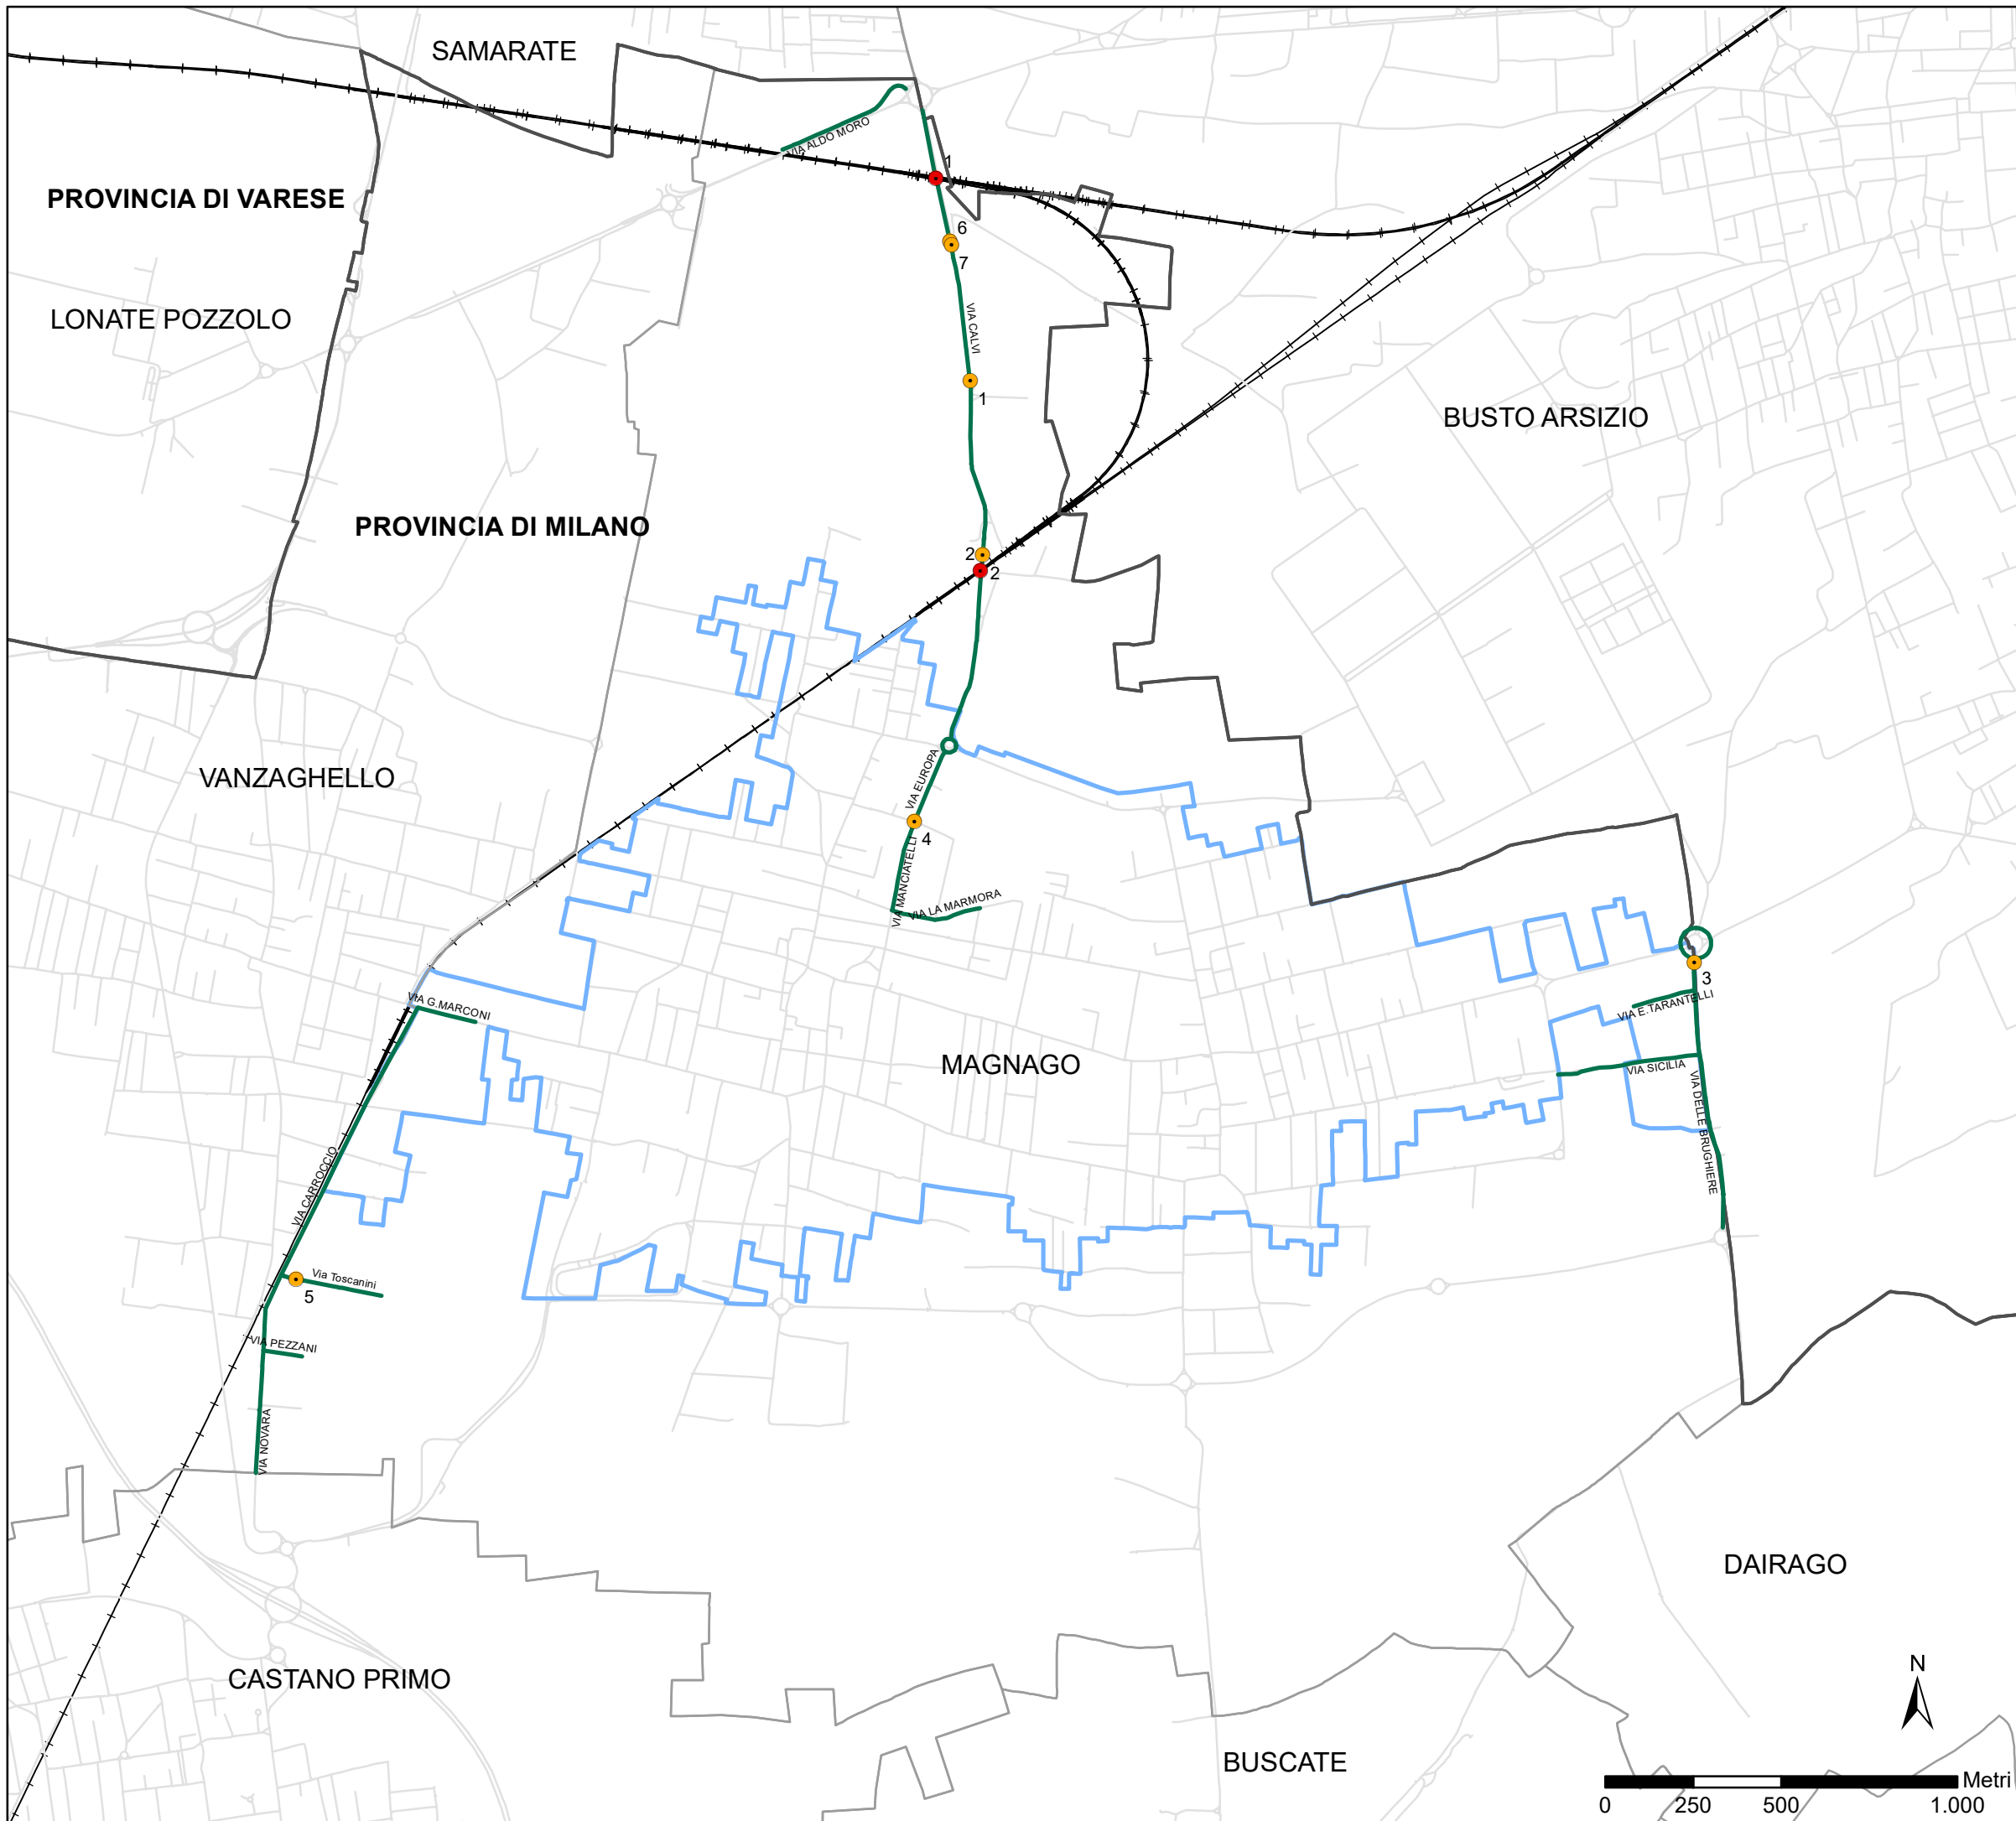 SAMARATE
VIA ALDO MORO
1
PROVINCIA DI VARESE
6
7
LONATE POZZOLO
VIA CALVI
1
BUSTO ARSIZIO
PROVINCIA DI MILANO
2
2
VANZAGHELLO
VIA EUROPA
4
VIA MANCIATELLI
VIA LA MARMORA
3
VIA G.MARCONI
VIA E.TARANTELLI
MAGNAGO
VIA SICILIA
VIA DELLE BRUGHIERE
VIA CARROCCIO
Via Toscanini
5
VIA PEZZANI
VIA NOVARA
DAIRAGO
CASTANO PRIMO
N
BUSCATE
Metri
0 250 500 1.000